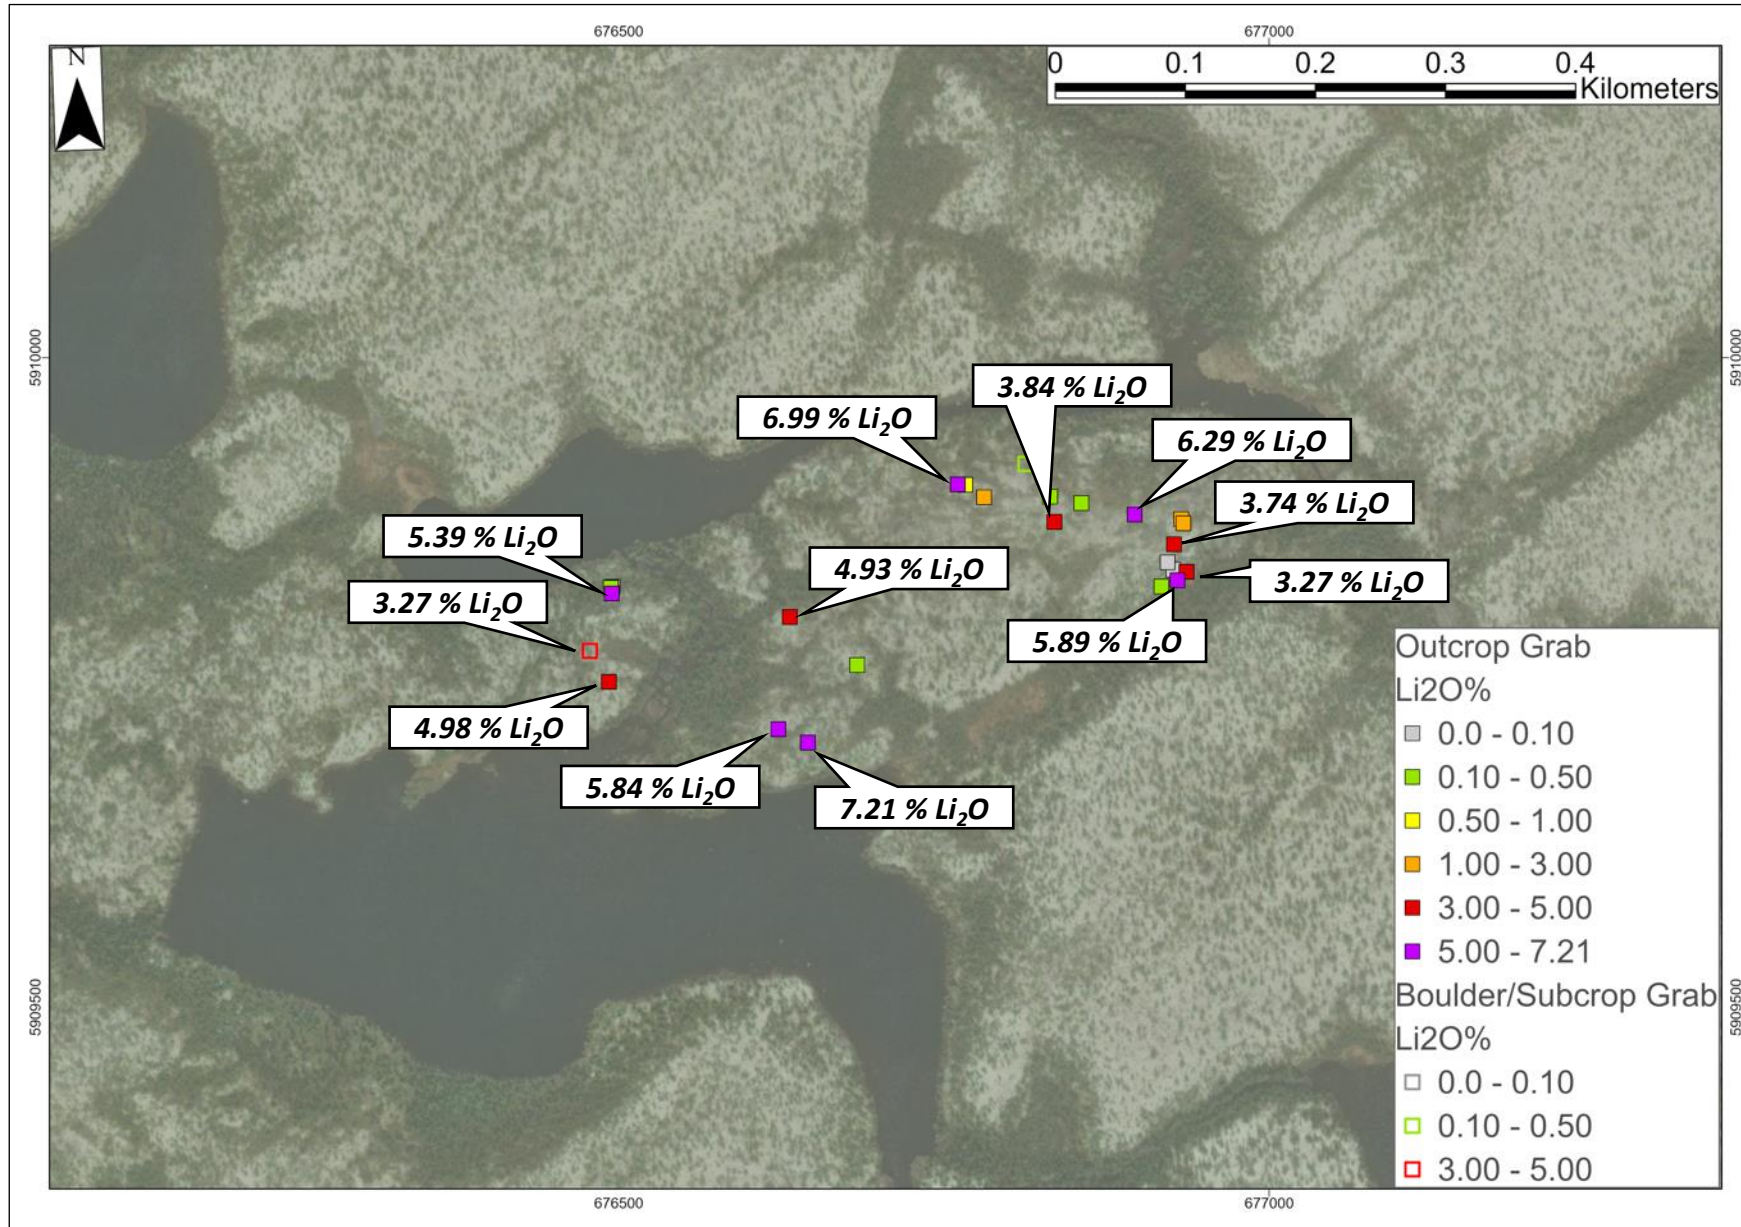 676500
677000
N
0 0.1 0.2 0.3 0.4
Kilometers
5910000
5910000
3.84 % Li₂O
6.99 % Li₂O
6.29 % Li₂O
3.74 % Li₂O
5.39 % Li₂O
4.93 % Li₂O
3.27 % Li₂O
3.27 % Li₂O
5.89 % Li₂O
4.98 % Li₂O
5.84 % Li₂O
7.21 % Li₂O
Outcrop Grab
Li2O%
0.0 - 0.10
0.10 - 0.50
0.50 - 1.00
1.00 - 3.00
3.00 - 5.00
5.00 - 7.21
Boulder/Subcrop Grab
Li2O%
0.0 - 0.10
0.10 - 0.50
3.00 - 5.00
5909500
5909500
676500
677000